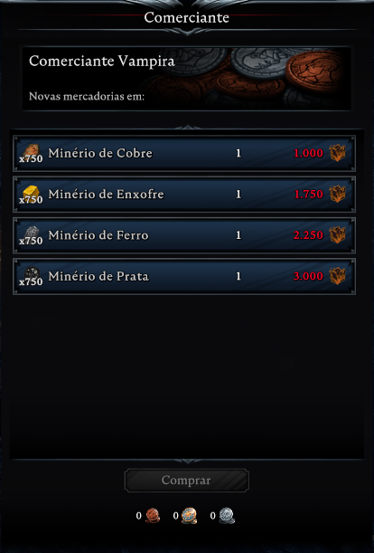 Comerciante
Comerciante Vampira
Novas mercadorias em:
x750 Minério de Cobre 1 1.000
x750 Minério de Enxofre 1 1.750
x750 Minério de Ferro 1 2.250
x750 Minério de Prata 1 3.000
Comprar
0 0 0